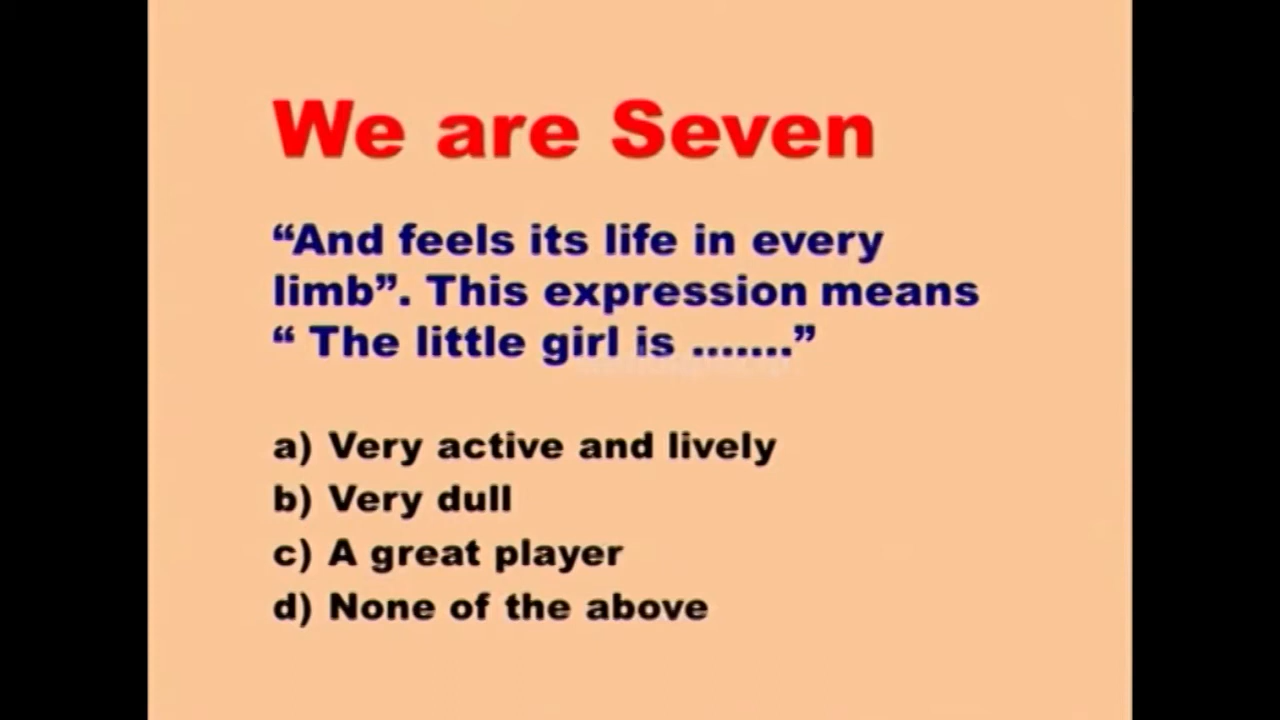 We are Seven
“And feels its life in every
limb”. This expression means
“ The little girl is .......”
a) Very active and lively
b) Very dull
c) A great player
d) None of the above